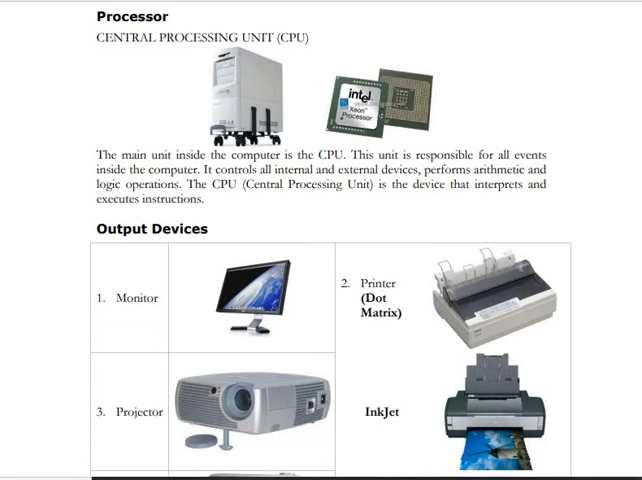 Processor
CENTRAL PROCESSING UNIT (CPU)
intel
Xeon™
Processor
The main unit inside the computer is the CPU. This unit is responsible for all events
inside the computer. It controls all internal and external devices, performs arithmetic and
logic operations. The CPU (Central Processing Unit) is the device that interprets and
executes instructions.
Output Devices
1. Monitor
2. Printer
(Dot
Matrix)
3. Projector
InkJet